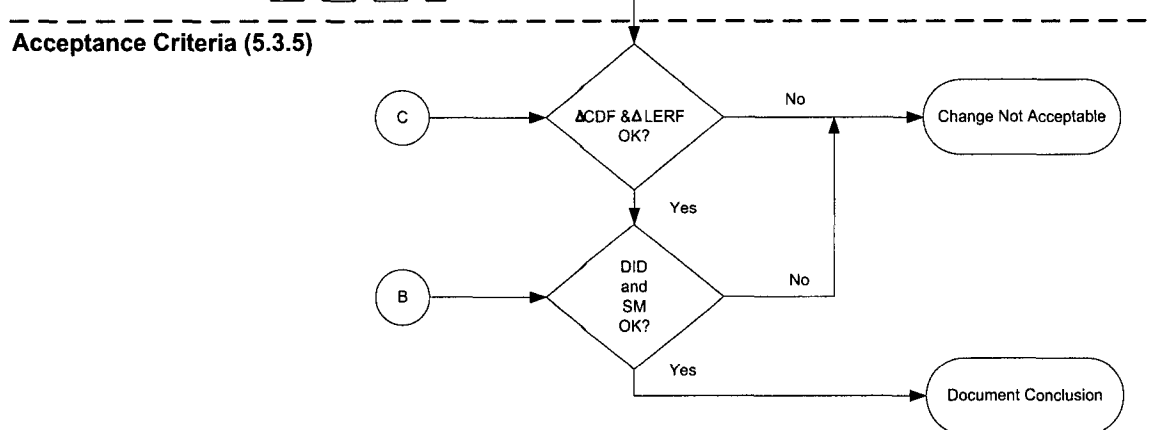 Acceptance Criteria (5.3.5)
C
ΔCDF &Δ LERF
OK?
No
Change Not Acceptable
Yes
B
DID
and
SM
OK?
No
Yes
Document Conclusion